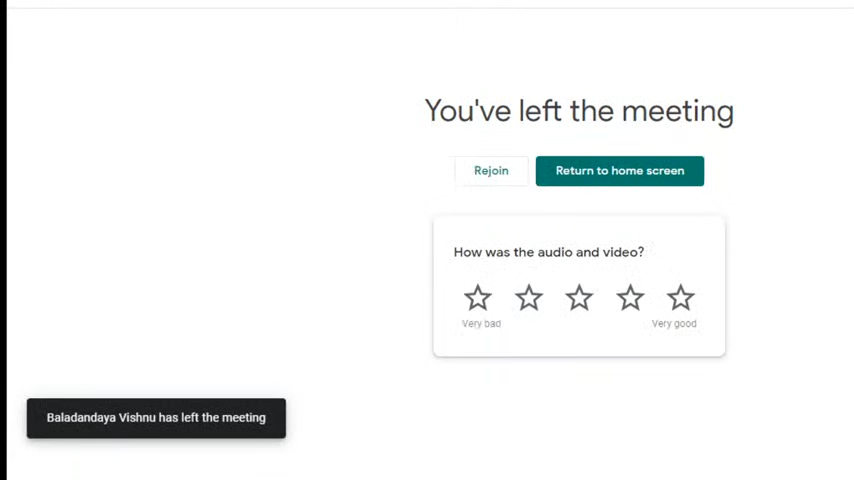 You've left the meeting
Rejoin
Return to home screen
How was the audio and video?
Very bad
Very good
Baladandaya Vishnu has left the meeting